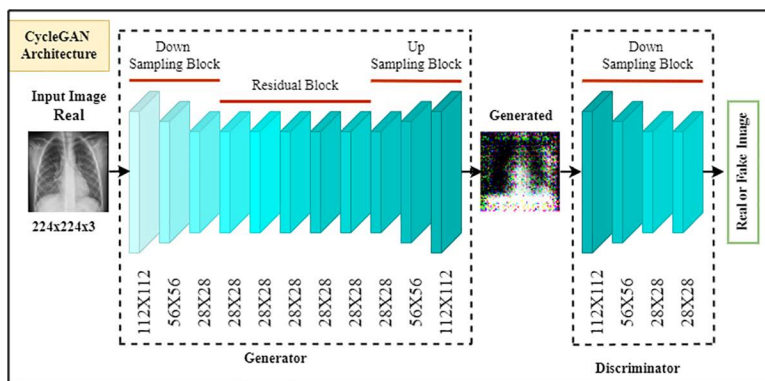 CycleGAN
Architecture
Down
Sampling Block
Residual Block
Up
Sampling Block
Down
Sampling Block
Input Image
Real
Generated
224x224x3
Real or Fake Image
112X112
56X56
28X28
28X28
28X28
28X28
28X28
28X28
28X28
56X56
112X112
112X112
56X56
28X28
28X28
Generator
Discriminator